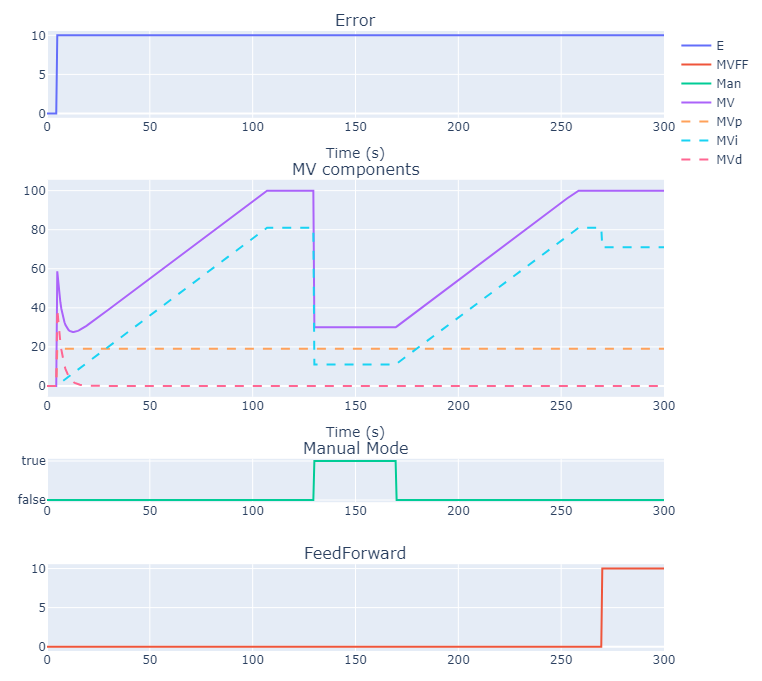 Error
10
5
0
0 50 100 150 200 250 300
Time (s)
E
MVFF
Man
MV
MVp
MVi
MVd
MV components
100
80
60
40
20
0
0 50 100 150 200 250 300
Time (s)
Manual Mode
true
false
0 50 100 150 200 250 300
FeedForward
10
5
0
0 50 100 150 200 250 300